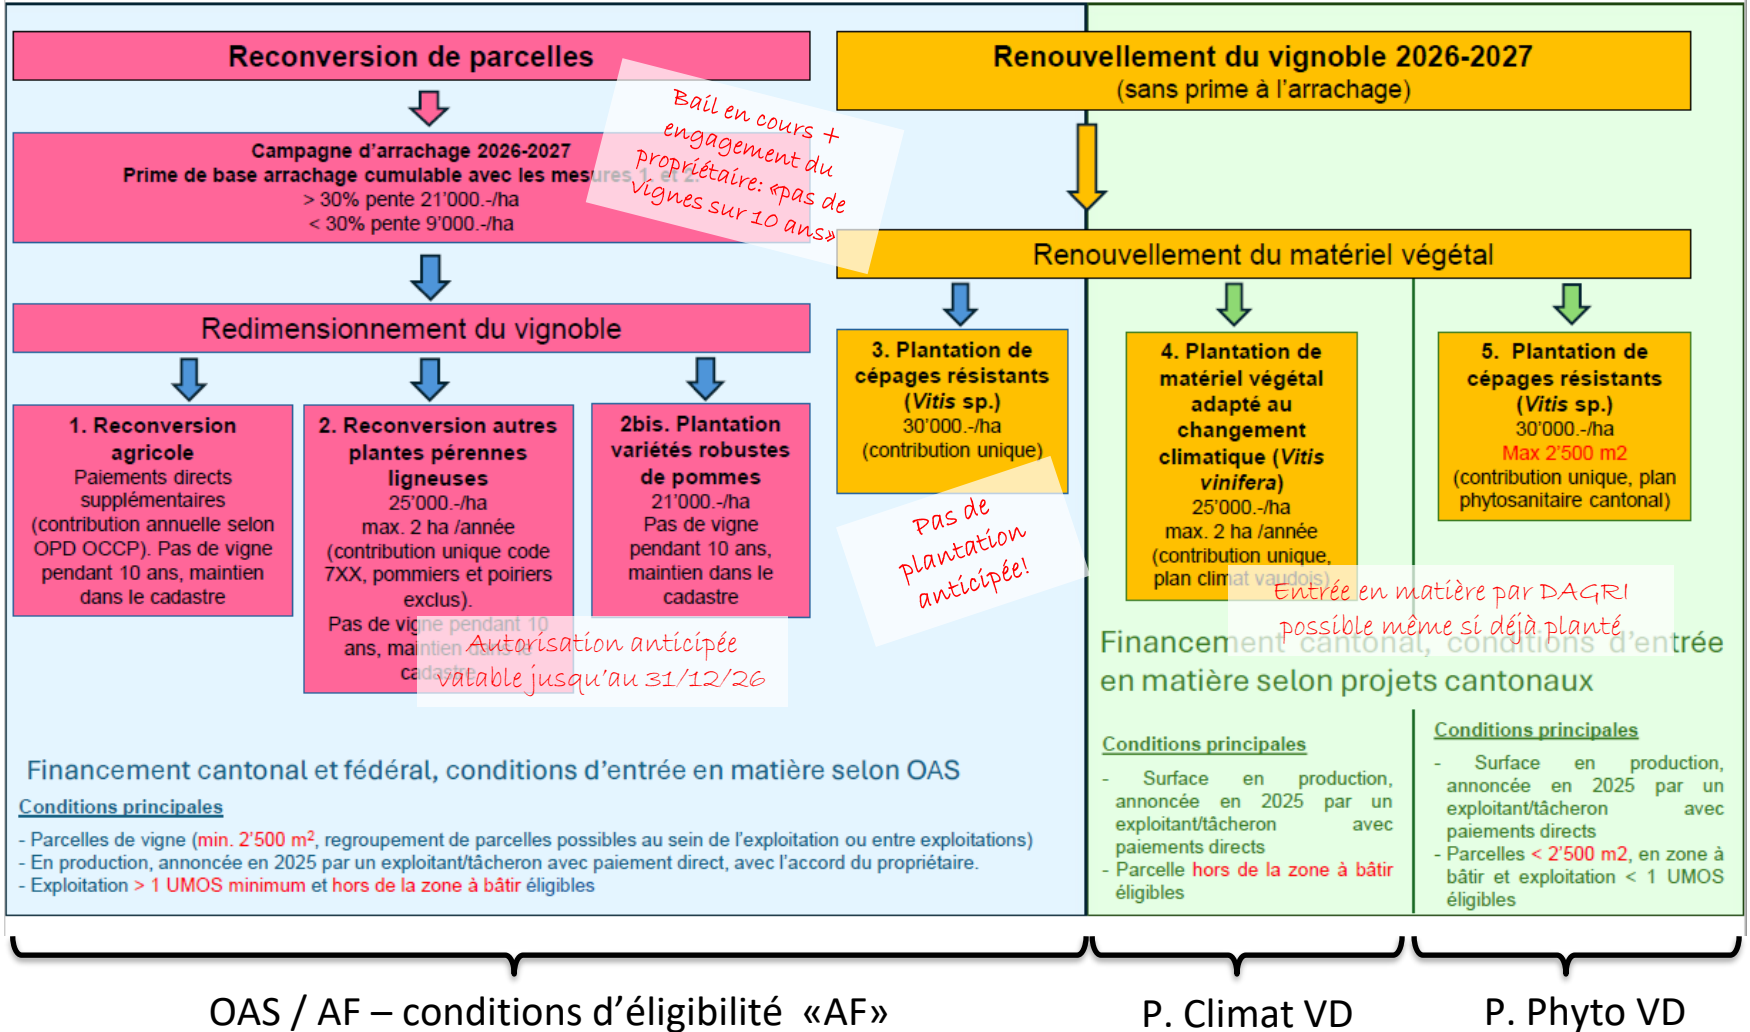 Reconversion de parcelles
Campagne d'arrachage 2026-2027
Prime de base arrachage cumulable avec les mesures 1. et 2.
> 30% pente 21'000.-/ha
< 30% pente 9'000.-/ha
Bail en cours +
engagement du
propriétaire: «pas de
vignes sur 10 ans»
Redimensionnement du vignoble
1. Reconversion
agricole
Paiements directs
supplémentaires
(contribution annuelle selon
OPD OCCP). Pas de vigne
pendant 10 ans, maintien
dans le cadastre
2. Reconversion autres
plantes pérennes
ligneuses
25'000.-/ha
max. 2 ha /année
(contribution unique code
7XX, pommiers et poiriers
exclus).
Pas de vigne pendant 10
ans, maintien dans le
cadastre
2bis. Plantation
variétés robustes
de pommes
21'000.-/ha
Pas de vigne
pendant 10 ans,
maintien dans le
cadastre
Autorisation anticipée
valable jusqu'au 31/12/26
Renouvellement du vignoble 2026-2027
(sans prime à l'arrachage)
Renouvellement du matériel végétal
3. Plantation de
cépages résistants
(Vitis sp.)
30'000.-/ha
(contribution unique)
Pas de
plantation
anticipée!
4. Plantation de
matériel végétal
adapté au
changement
climatique (Vitis
vinifera)
25'000.-/ha
max. 2 ha /année
(contribution unique,
plan climat vaudois)
5. Plantation de
cépages résistants
(Vitis sp.)
30'000.-/ha
Max 2'500 m2
(contribution unique, plan
phytosanitaire cantonal)
Entrée en matière par DAGRI
possible même si déjà planté
Financement cantonal, conditions d'entrée
en matière selon projets cantonaux
Financement cantonal et fédéral, conditions d'entrée en matière selon OAS
Conditions principales
- Parcelles de vigne (min. 2'500 m², regroupement de parcelles possibles au sein de l'exploitation ou entre exploitations)
- En production, annoncée en 2025 par un exploitant/tâcheron avec paiement direct, avec l'accord du propriétaire.
- Exploitation > 1 UMOS minimum et hors de la zone à bâtir éligibles
Conditions principales
- Surface en production,
annoncée en 2025 par un
exploitant/tâcheron avec
paiements directs
- Parcelle hors de la zone à bâtir
éligibles
Conditions principales
- Surface en production,
annoncée en 2025 par un
exploitant/tâcheron avec
paiements directs
- Parcelles < 2'500 m2, en zone à
bâtir et exploitation < 1 UMOS
éligibles
OAS / AF – conditions d'éligibilité «AF»
P. Climat VD
P. Phyto VD